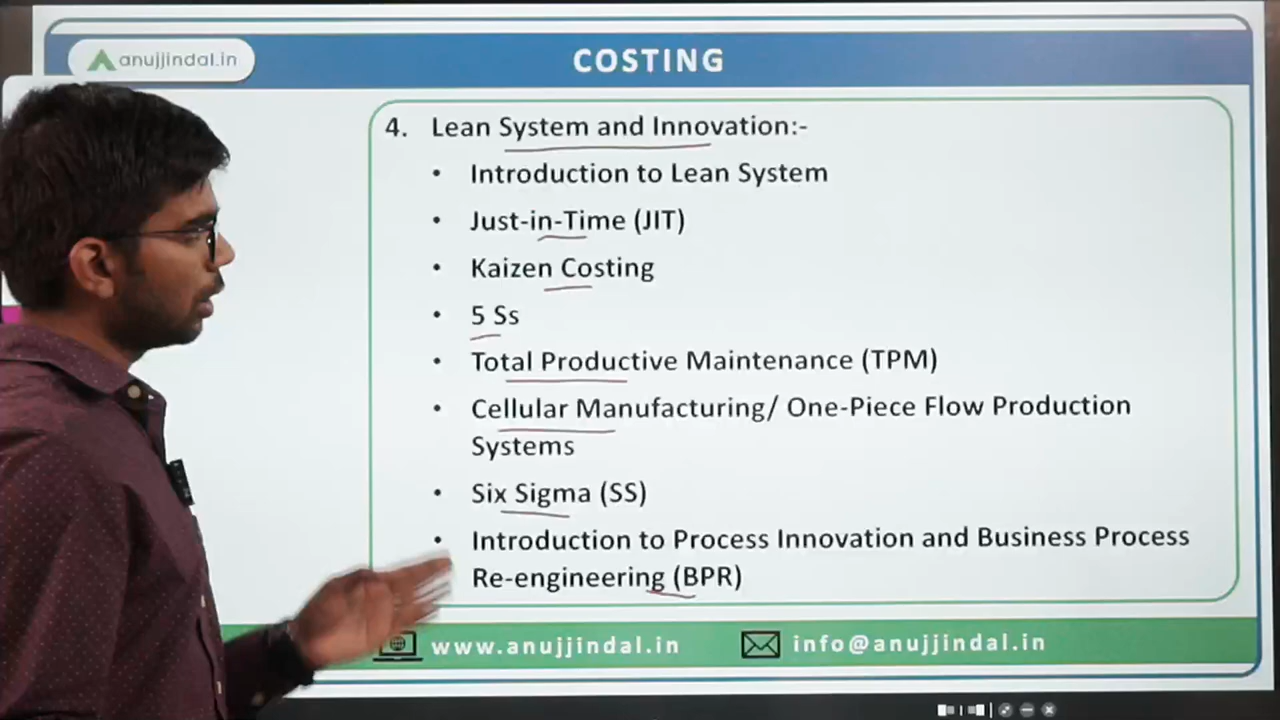 anujjindal.in
COSTING
4. Lean System and Innovation:-
• Introduction to Lean System
• Just-in-Time (JIT)
• Kaizen Costing
• 5 Ss
• Total Productive Maintenance (TPM)
• Cellular Manufacturing/ One-Piece Flow Production
Systems
• Six Sigma (SS)
• Introduction to Process Innovation and Business Process
Re-engineering (BPR)
www.anujjindal.in
info@anujjindal.in